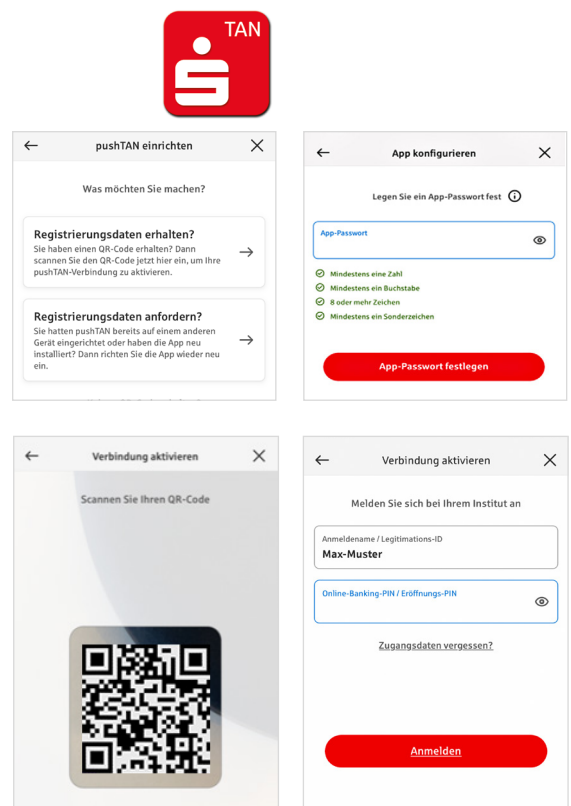 TAN
pushTAN einrichten
Was möchten Sie machen?
Registrierungsdaten erhalten?
Sie haben einen QR-Code erhalten? Dann
scannen Sie den QR-Code jetzt hier ein, um Ihre
pushTAN-Verbindung zu aktivieren.
Registrierungsdaten anfordern?
Sie hatten pushTAN bereits auf einem anderen
Gerät eingerichtet oder haben die App neu
installiert? Dann richten Sie die App wieder neu
ein.
App konfigurieren
Legen Sie ein App-Passwort fest
App-Passwort
Mindestens eine Zahl
Mindestens ein Buchstabe
8 oder mehr Zeichen
Mindestens ein Sonderzeichen
App-Passwort festlegen
Verbindung aktivieren
Scannen Sie Ihren QR-Code
Verbindung aktivieren
Melden Sie sich bei Ihrem Institut an
Anmeldename / Legitimations-ID
Max-Muster
Online-Banking-PIN / Eröffnungs-PIN
Zugangsdaten vergessen?
Anmelden